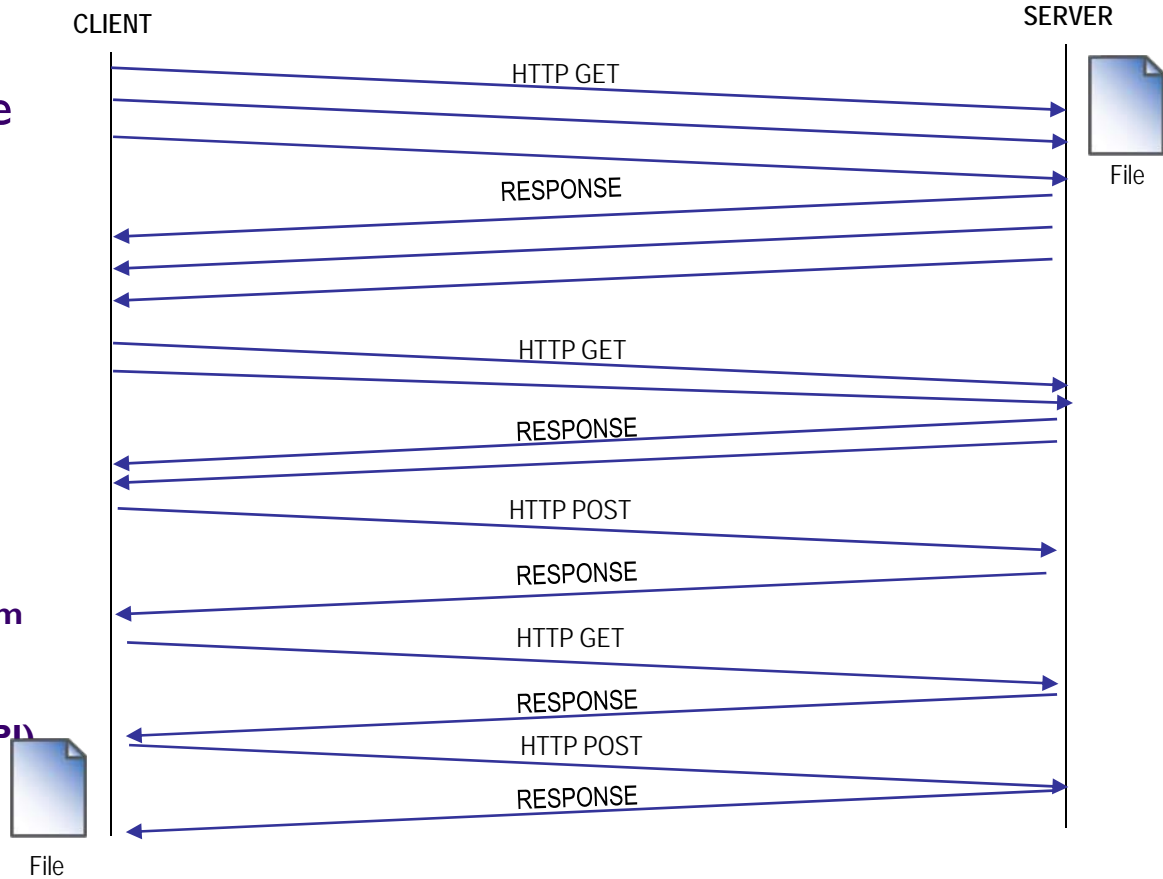 CLIENT
SERVER
HTTP GET
e
File
RESPONSE
HTTP GET
RESPONSE
HTTP POST
RESPONSE
m
HTTP GET
RESPONSE
HTTP POST
RESPONSE
File